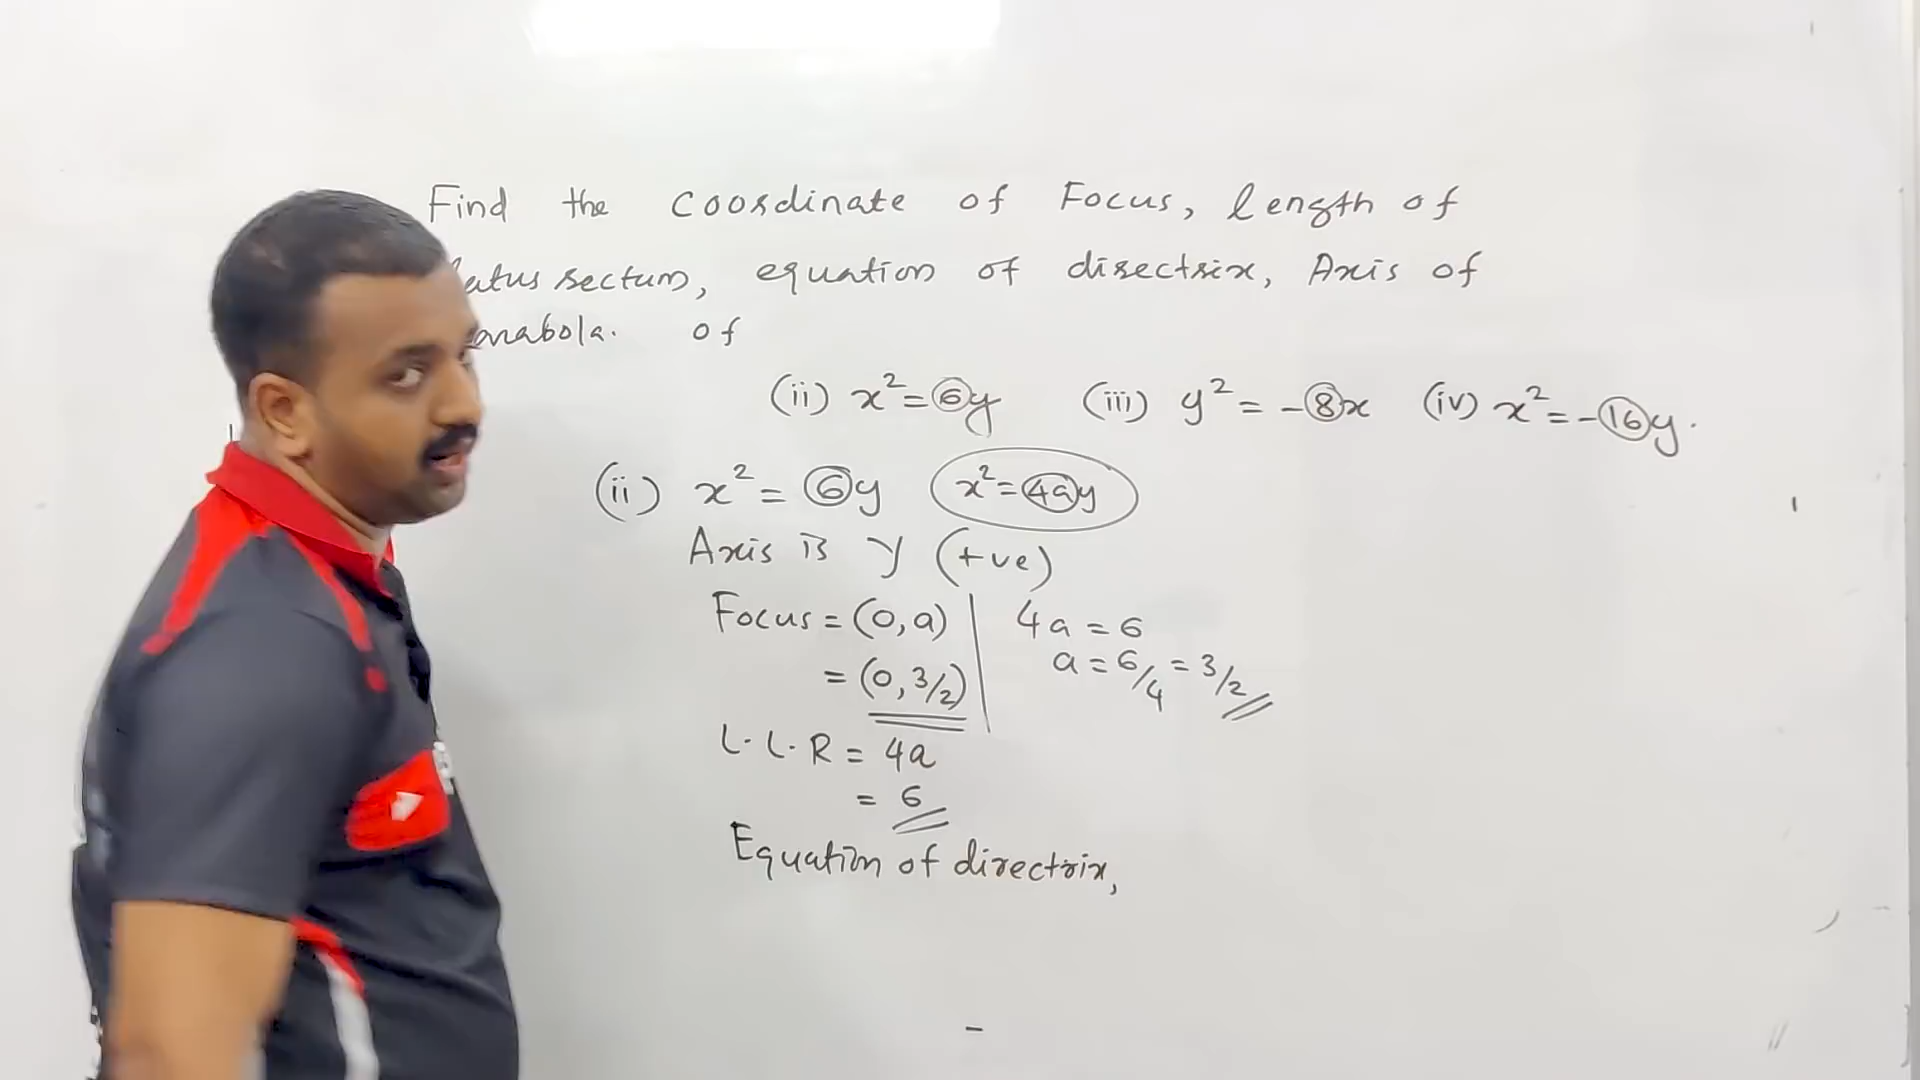 Find the coordinate of Focus, length of
latus rectum, equation of directrix, Axis of
parabola. of
(ii) x²=6y (iii) y²=-8x (iv) x²=-16y.
(ii) x²=6y x²=4ay
Axis is y (+ve)
Focus = (0,a) 4a = 6
= (0,3/2) a = 6/4 = 3/2
L.L.R = 4a
= 6
Equation of directrix,